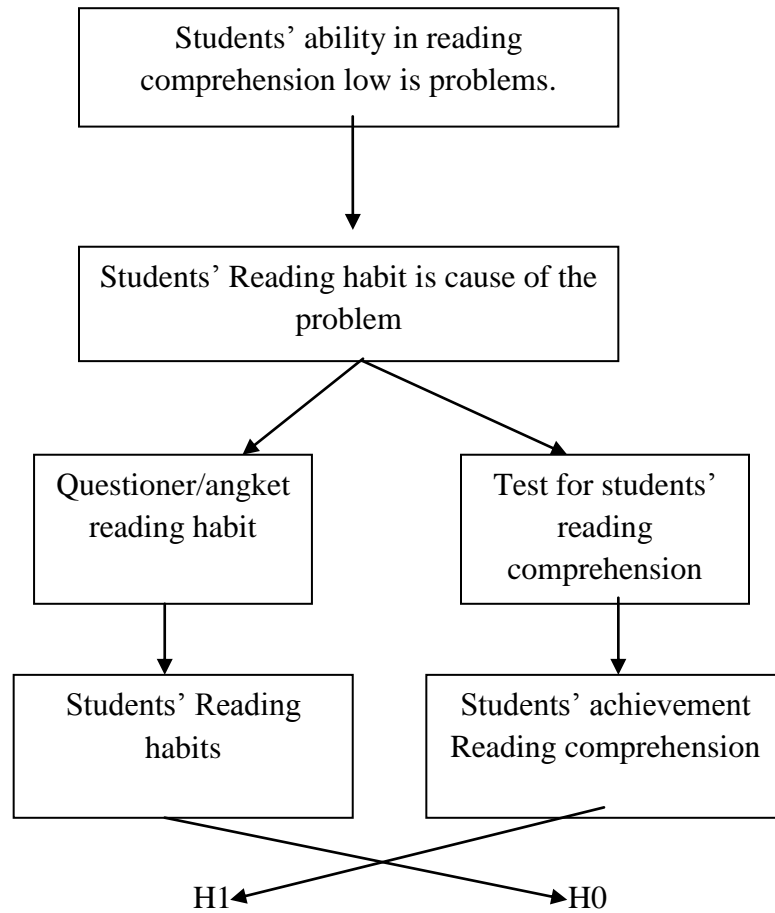 Students’ ability in reading
comprehension low is problems.
Students’ Reading habit is cause of the
problem
Questioner/angket
reading habit
Test for students’
reading
comprehension
Students’ Reading
habits
Students’ achievement
Reading comprehension
H1
H0